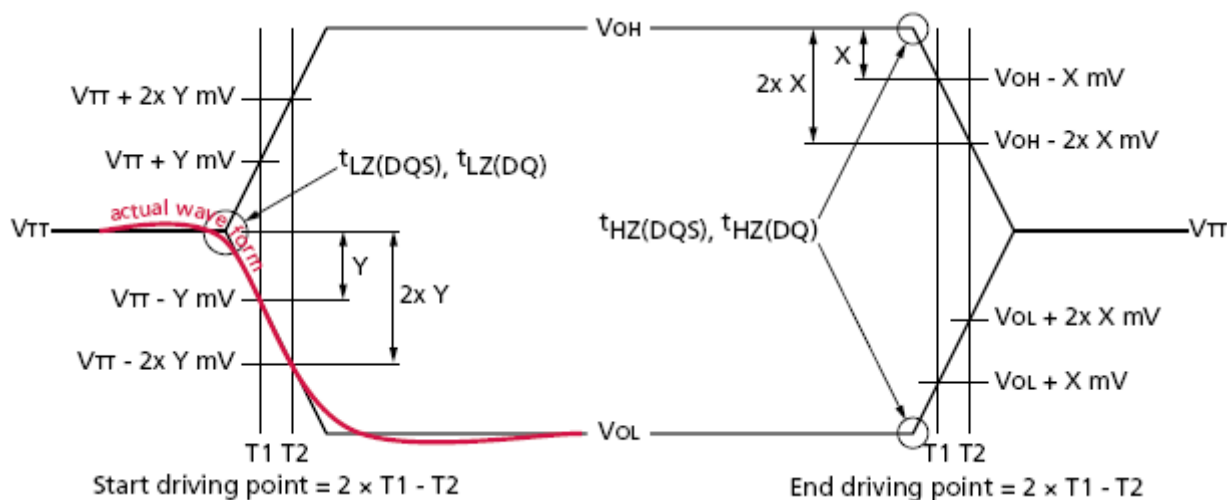 VOH
X
VOH - X mV
2x X
VTT + 2x Y mV
VOH - 2x X mV
VTT + Y mV
tLZ(DQS), tLZ(DQ)
actual wave form
VTT
tHZ(DQS), tHZ(DQ)
VTT
Y
2x Y
VTT - Y mV
VOL + 2x X mV
VTT - 2x Y mV
VOL + X mV
VOL
T1 T2
T1 T2
Start driving point = 2 × T1 - T2
End driving point = 2 × T1 - T2